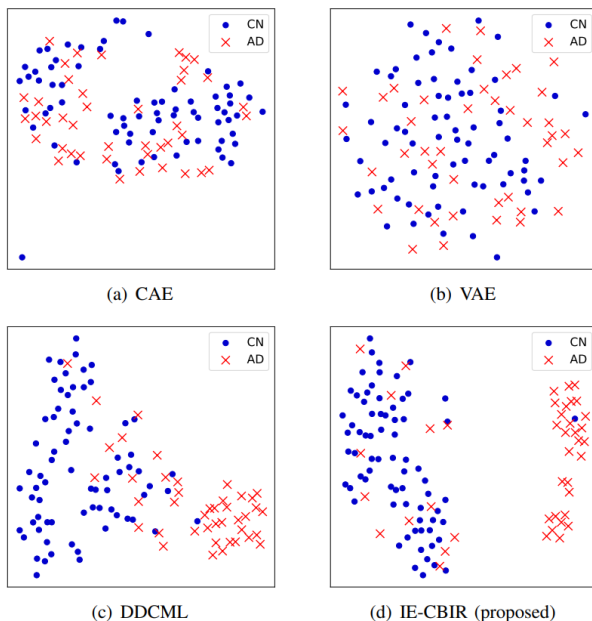 CN
AD
(a) CAE
CN
AD
(b) VAE
CN
AD
(c) DDCML
CN
AD
(d) IE-CBIR (proposed)